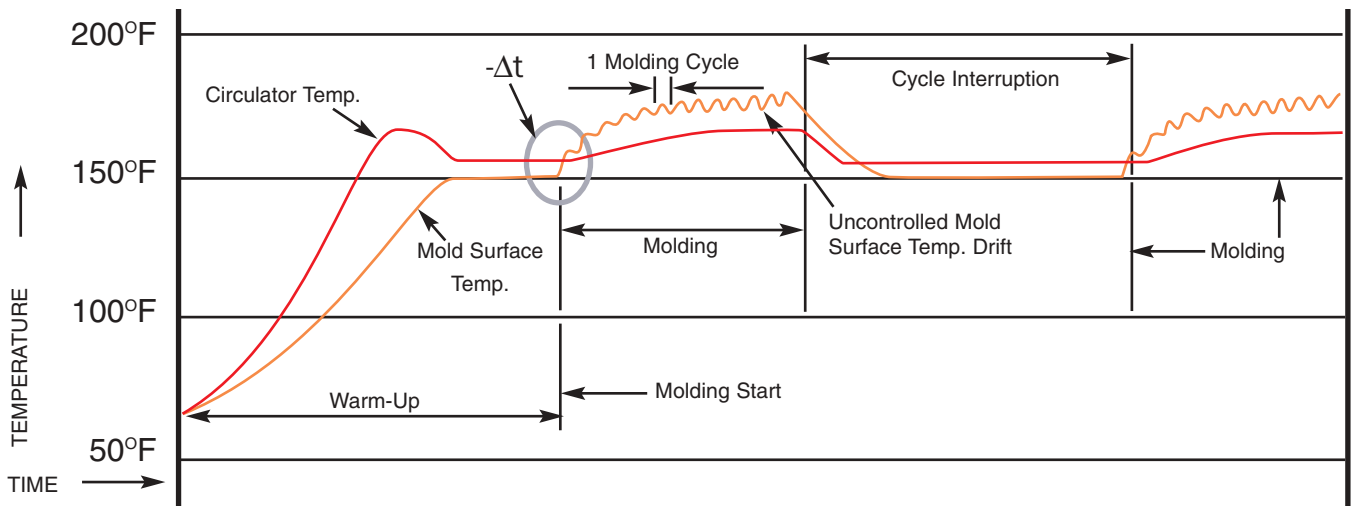 200°F
-Δt
1 Molding Cycle
Circulator Temp.
Cycle Interruption
150°F
Mold Surface
Temp.
Molding
Uncontrolled Mold
Surface Temp. Drift
Molding
100°F
TEMPERATURE
Warm-Up
Molding Start
50°F
TIME